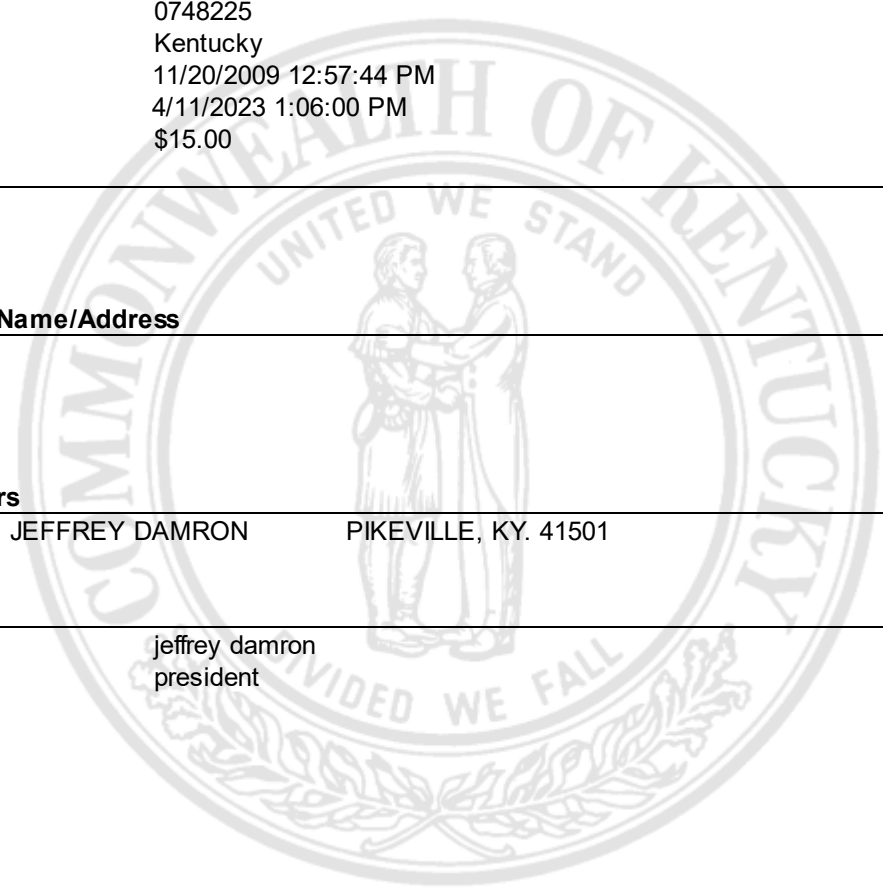 0748225
Kentucky
11/20/2009 12:57:44 PM
4/11/2023 1:06:00 PM
$15.00
COMMONWEALTH OF KENTUCKY
UNITED WE STAND
Name/Address
rs
JEFFREY DAMRON PIKEVILLE, KY. 41501
jeffrey damron
president
DIVIDED WE FALL